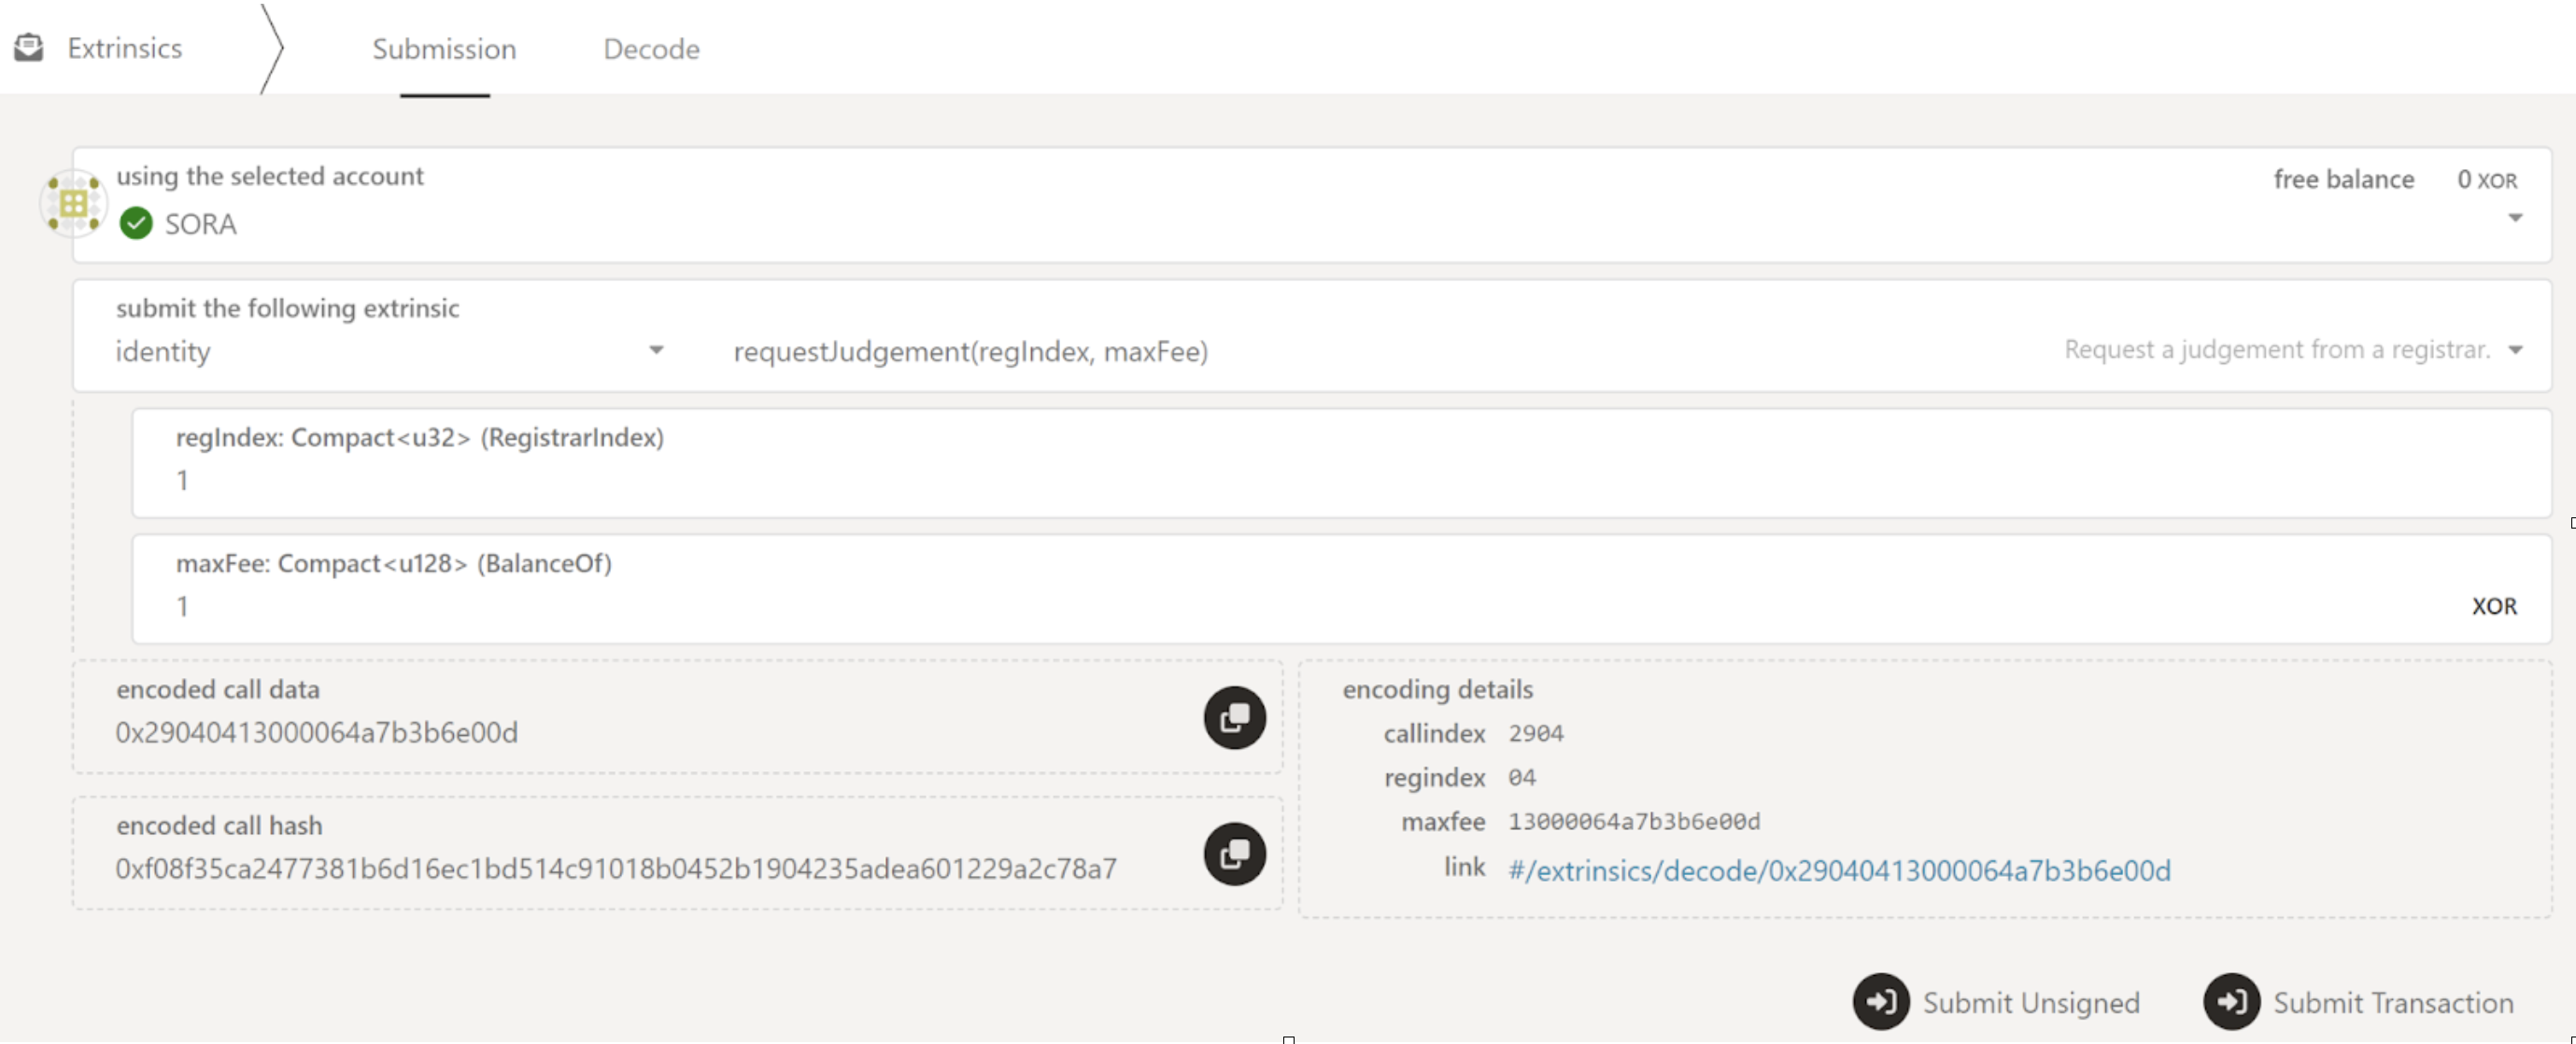 Extrinsics
Submission
Decode
using the selected account
SORA
free balance 0 XOR
submit the following extrinsic
identity
requestJudgement(regIndex, maxFee)
Request a judgement from a registrar.
regIndex: Compact<u32> (RegistrarIndex)
1
maxFee: Compact<u128> (BalanceOf)
1
XOR
encoded call data
0x29040413000064a7b3b6e00d
encoded call hash
0xf08f35ca2477381b6d16ec1bd514c91018b0452b1904235adea601229a2c78a7
encoding details
callindex 2904
regindex 04
maxfee 13000064a7b3b6e00d
link #/extrinsics/decode/0x29040413000064a7b3b6e00d
Submit Unsigned
Submit Transaction